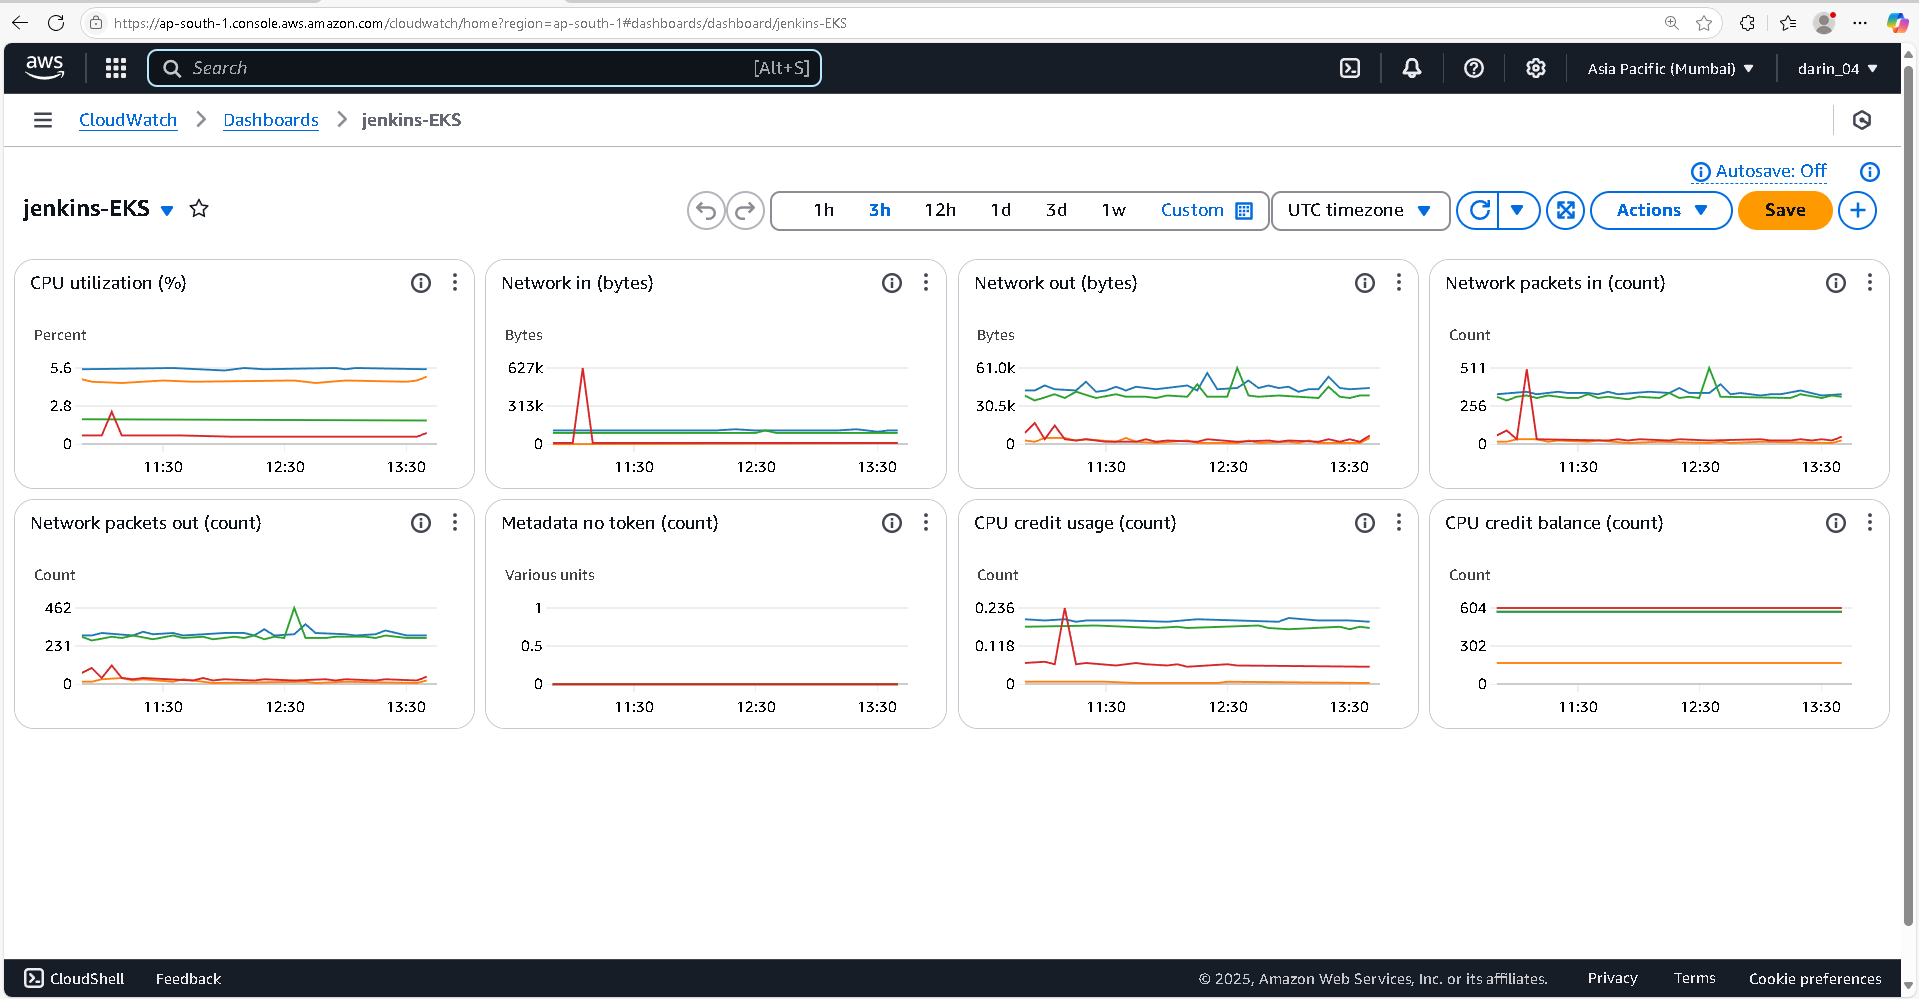 https://ap-south-1.console.aws.amazon.com/cloudwatch/home?region=ap-south-1#dashboards/dashboard/jenkins-EKS
aws
Search
[Alt+S]
Asia Pacific (Mumbai)
darin_04
CloudWatch
Dashboards
jenkins-EKS
Autosave: Off
jenkins-EKS
1h 3h 12h 1d 3d 1w Custom
UTC timezone
Actions
Save
CPU utilization (%)
Percent
5.6
2.8
0
11:30 12:30 13:30
Network in (bytes)
Bytes
627k
313k
0
11:30 12:30 13:30
Network out (bytes)
Bytes
61.0k
30.5k
0
11:30 12:30 13:30
Network packets in (count)
Count
511
256
0
11:30 12:30 13:30
Network packets out (count)
Count
462
231
0
11:30 12:30 13:30
Metadata no token (count)
Various units
1
0.5
0
11:30 12:30 13:30
CPU credit usage (count)
Count
0.236
0.118
0
11:30 12:30 13:30
CPU credit balance (count)
Count
604
302
0
11:30 12:30 13:30
CloudShell
Feedback
© 2025, Amazon Web Services, Inc. or its affiliates.
Privacy
Terms
Cookie preferences